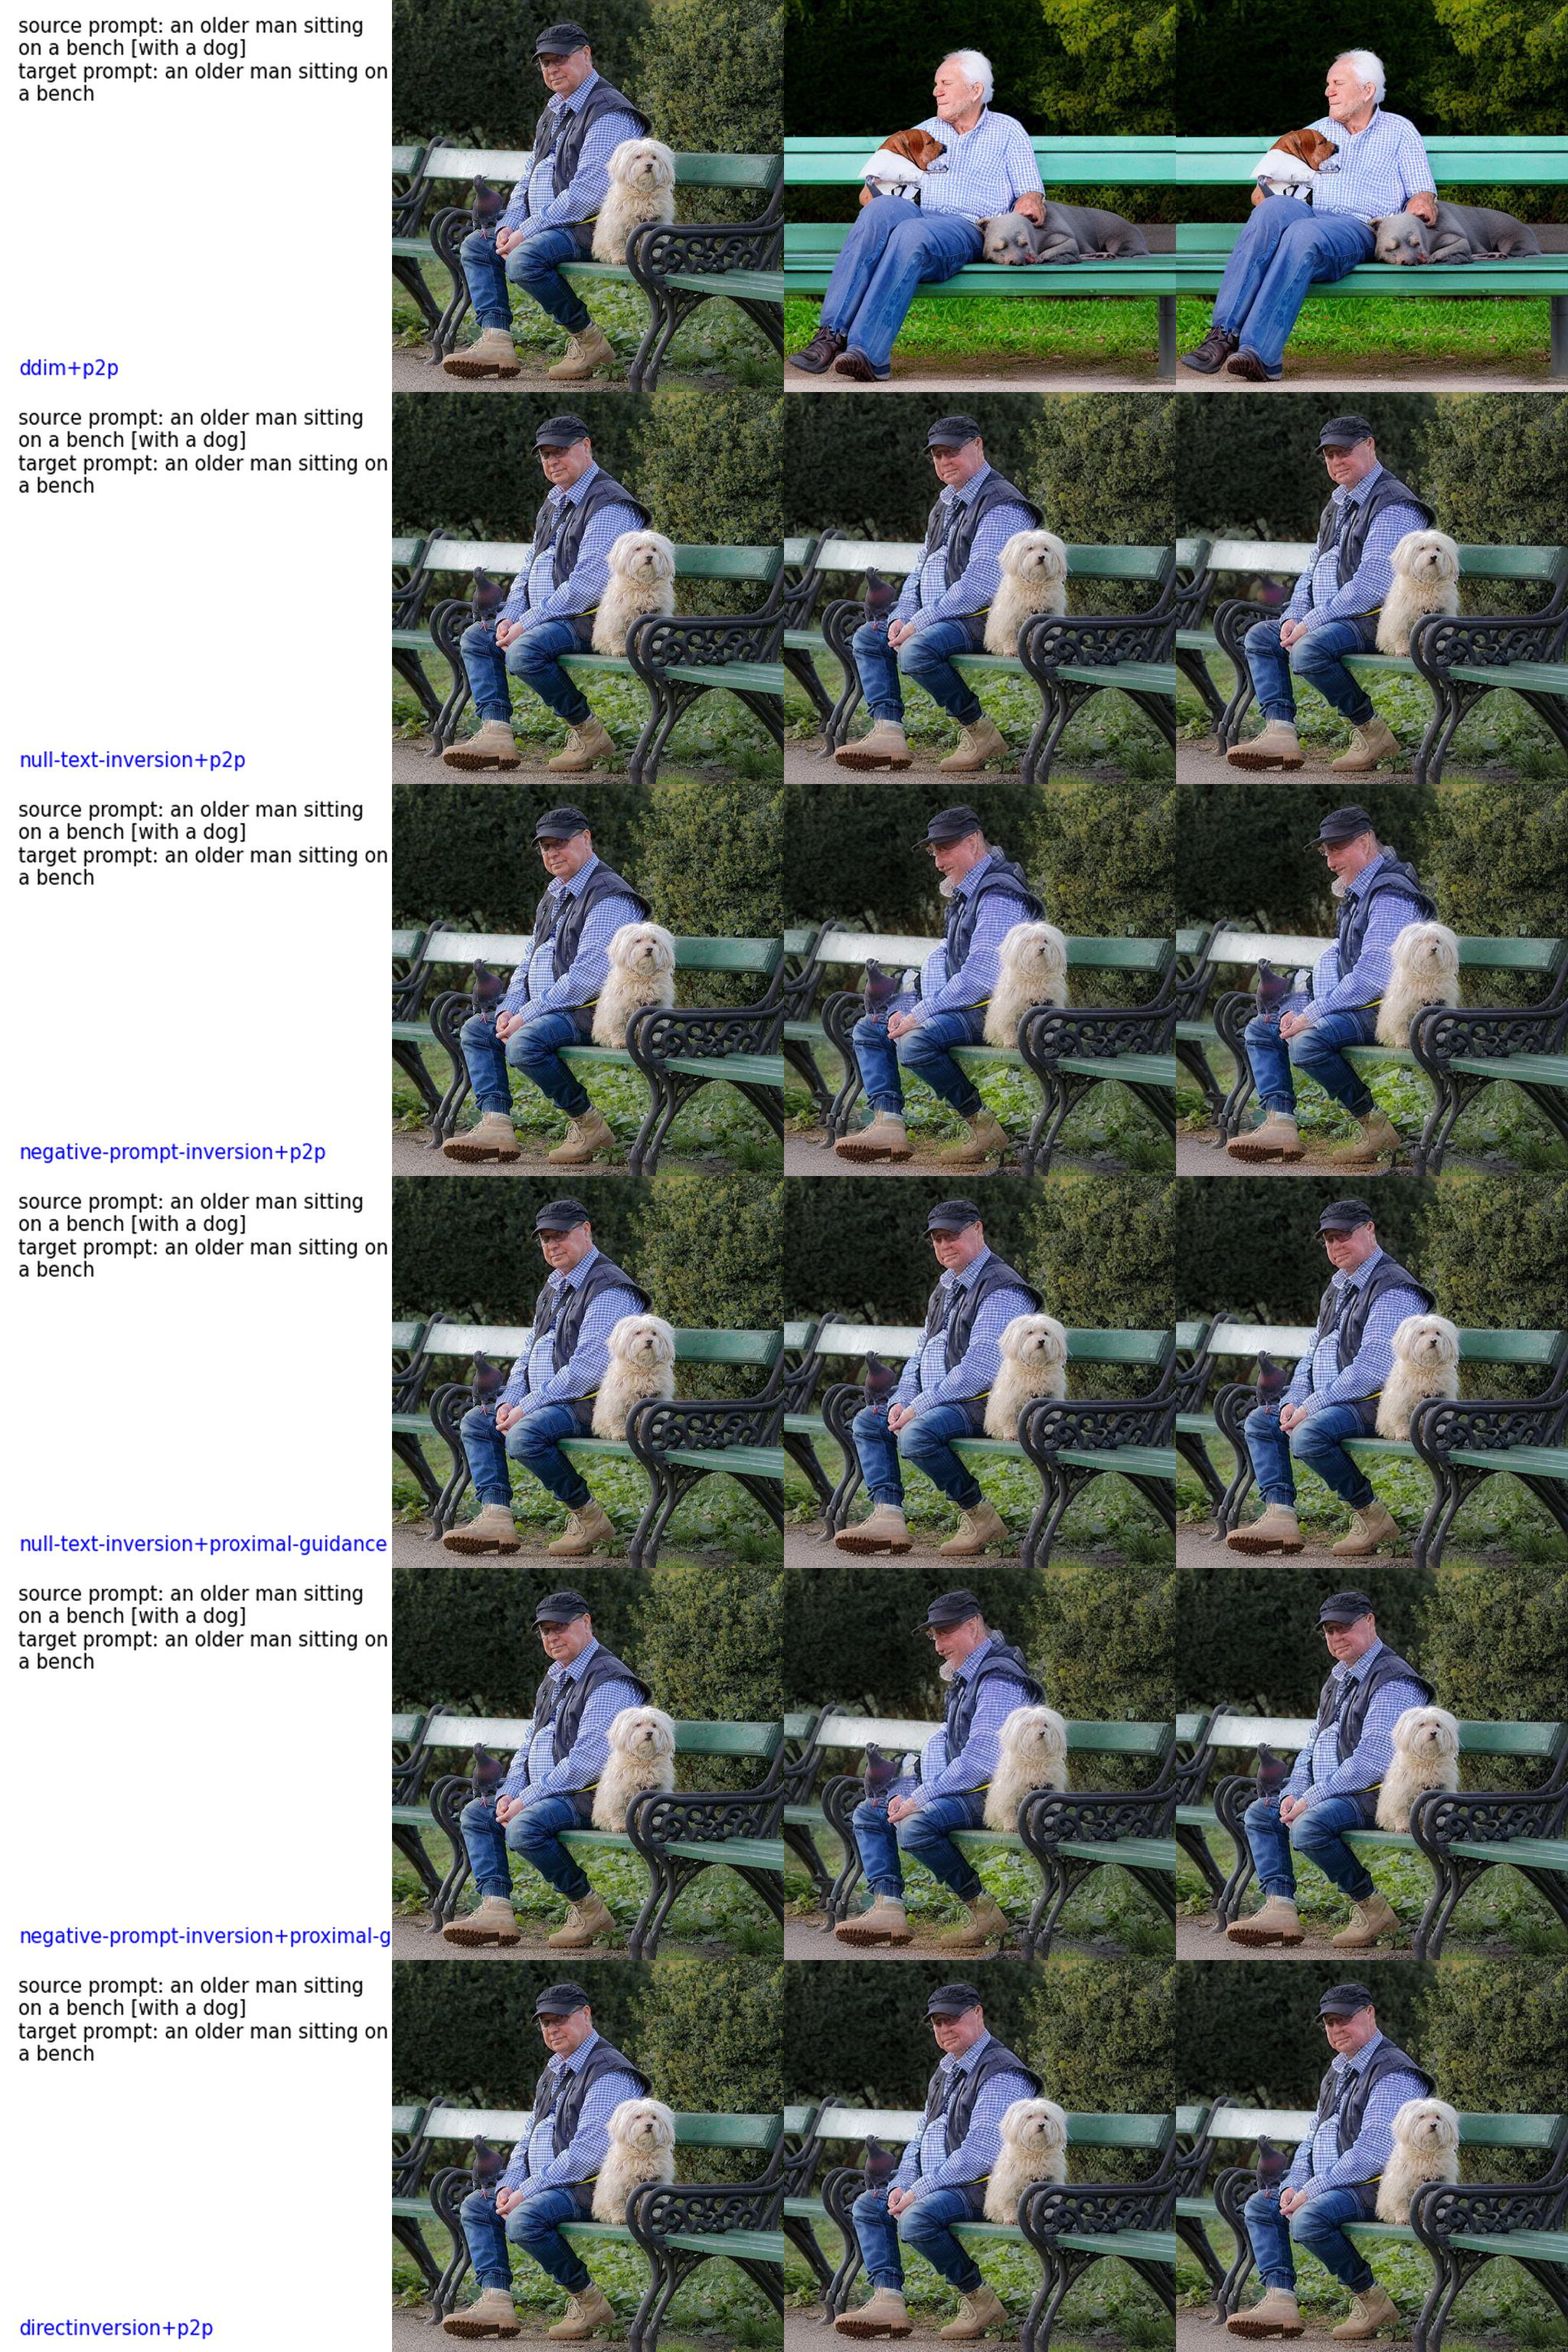 source prompt: an older man sitting
on a bench [with a dog]
target prompt: an older man sitting on
a bench
ddim+p2p
source prompt: an older man sitting
on a bench [with a dog]
target prompt: an older man sitting on
a bench
null-text-inversion+p2p
source prompt: an older man sitting
on a bench [with a dog]
target prompt: an older man sitting on
a bench
negative-prompt-inversion+p2p
source prompt: an older man sitting
on a bench [with a dog]
target prompt: an older man sitting on
a bench
null-text-inversion+proximal-guidance
source prompt: an older man sitting
on a bench [with a dog]
target prompt: an older man sitting on
a bench
negative-prompt-inversion+proximal-g
source prompt: an older man sitting
on a bench [with a dog]
target prompt: an older man sitting on
a bench
directinversion+p2p